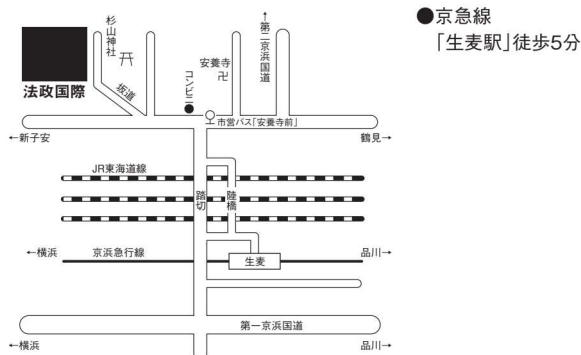 ●京急線
「生麦駅」徒歩5分
←第二京浜国道
杉山神社
安養寺
コンビニ
法政国際
坂道
市営バス「安養寺前」
←新子安
鶴見→
JR東海道線
踏切
陸橋
←横浜
京浜急行線
生麦
品川→
第一京浜国道
←横浜
品川→